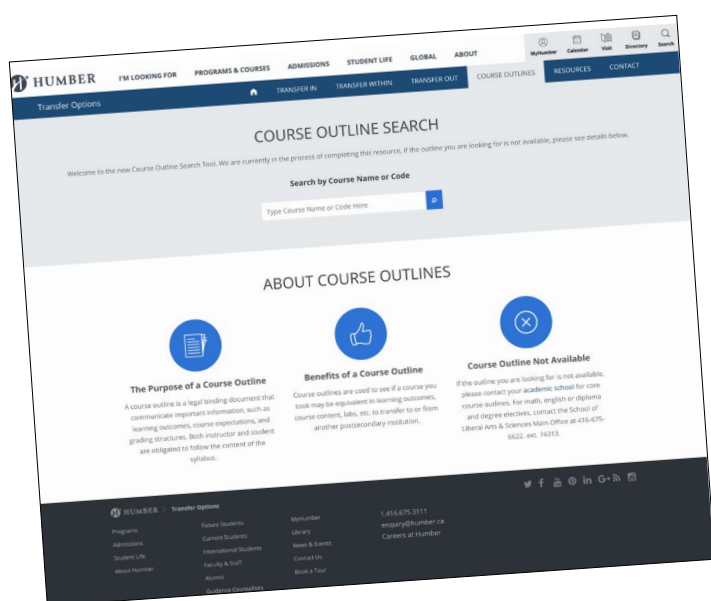 HUMBER
I'M LOOKING FOR
PROGRAMS & COURSES
ADMISSIONS
STUDENT LIFE
GLOBAL
ABOUT
MyHumber
Calendar
Visit
Directory
Search
Transfer Options
TRANSFER IN
TRANSFER WITHIN
TRANSFER OUT
COURSE OUTLINES
RESOURCES
CONTACT
COURSE OUTLINE SEARCH
Welcome to the new Course Outline Search Tool. We are currently in the process of completing this resource, if the outline you are looking for is not available, please see details below.
Search by Course Name or Code
Type Course Name or Code Here
ABOUT COURSE OUTLINES
The Purpose of a Course Outline
A course outline is a legal binding document that
communicate important information, such as
learning outcomes, course expectations, and
grading structures. Both instructor and student
are obligated to follow the content of the
syllabus.
Benefits of a Course Outline
Course outlines are used to see if a course you
took may be equivalent in learning outcomes,
course content, labs, etc. to transfer to or from
another postsecondary institution.
Course Outline Not Available
If the outline you are looking for is not available,
please contact your academic school for core
course outlines. For math, english or diploma
and degree electives, contact the School of
Liberal Arts & Sciences Main Office at 416-675-
6622. ext. 74313.
HUMBER > Transfer Options
Programs
Admissions
Student Life
About Humber
Future Students
Current Students
International Students
Faculty & Staff
Alumni
Guidance Counsellors
MyHumber
Library
News & Events
Contact Us
Book a Tour
1.416.675.3111
enquiry@humber.ca
Careers at Humber